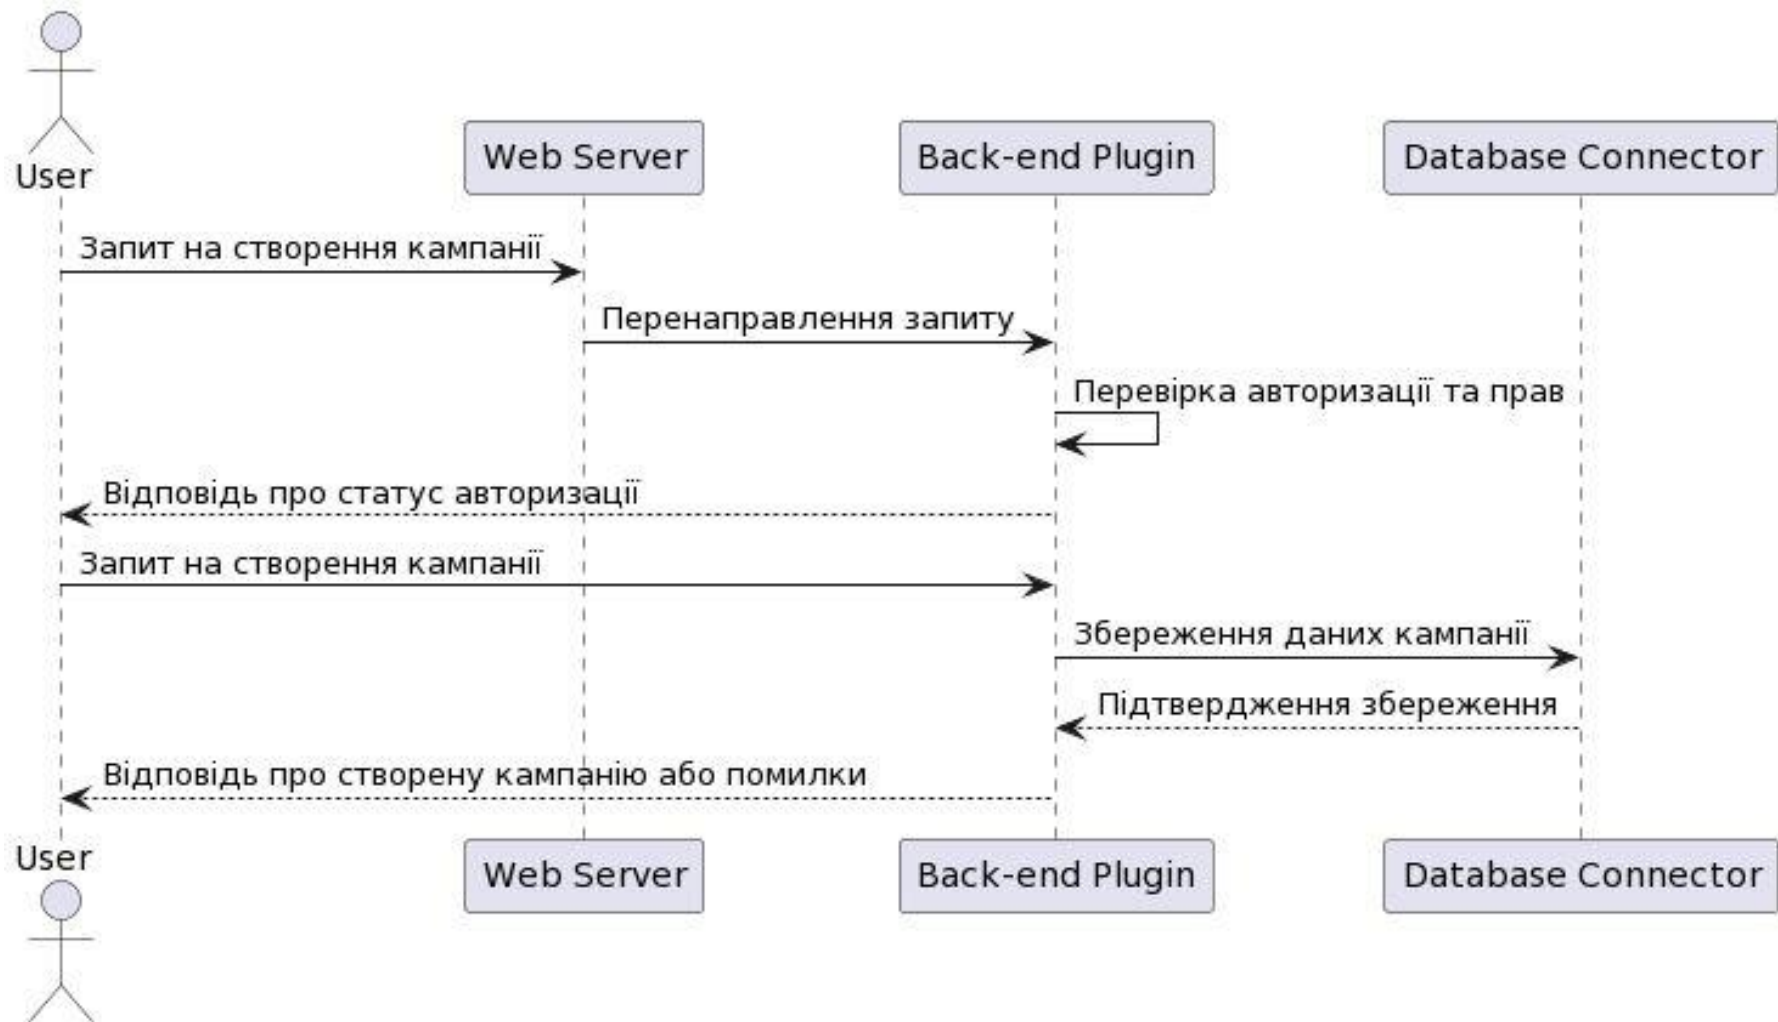 User
Web Server
Back-end Plugin
Database Connector
Запит на створення кампанії
Перенаправлення запиту
Перевірка авторизації та прав
Відповідь про статус авторизації
Запит на створення кампанії
Збереження даних кампанії
Підтвердження збереження
Відповідь про створену кампанію або помилки
User
Web Server
Back-end Plugin
Database Connector